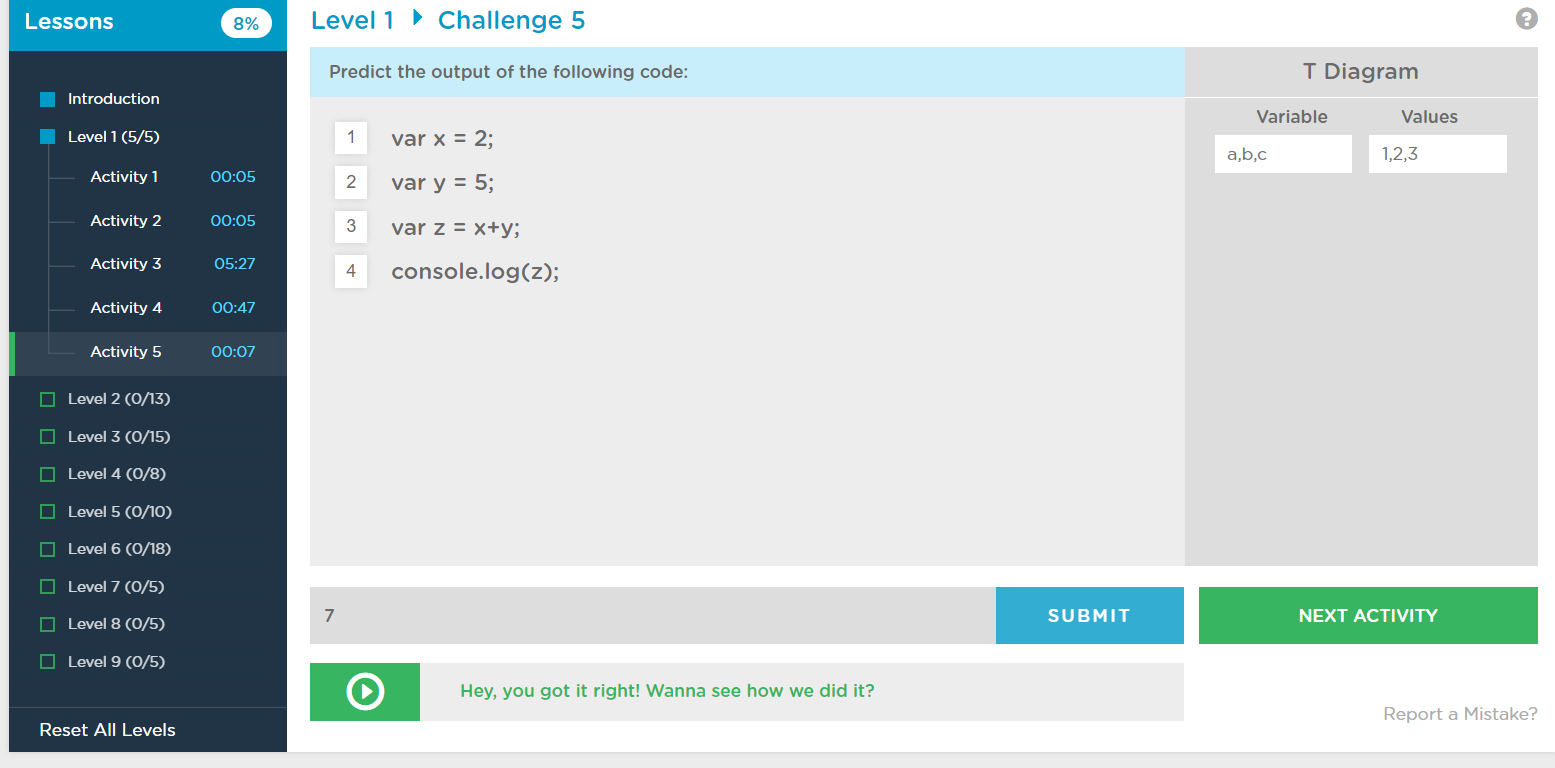 Lessons
8%
Introduction
Level 1 (5/5)
Activity 1 00:05
Activity 2 00:05
Activity 3 05:27
Activity 4 00:47
Activity 5 00:07
Level 2 (0/13)
Level 3 (0/15)
Level 4 (0/8)
Level 5 (0/10)
Level 6 (0/18)
Level 7 (0/5)
Level 8 (0/5)
Level 9 (0/5)
Reset All Levels
Level 1 Challenge 5
?
Predict the output of the following code:
1 var x = 2;
2 var y = 5;
3 var z = x+y;
4 console.log(z);
T Diagram
Variable Values
a,b,c 1,2,3
7
SUBMIT
NEXT ACTIVITY
Hey, you got it right! Wanna see how we did it?
Report a Mistake?